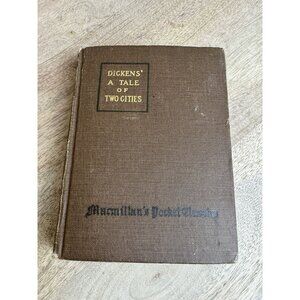 DICKENS'
A TALE
OF
TWO CITIES
Macmillan's Pocket Classics